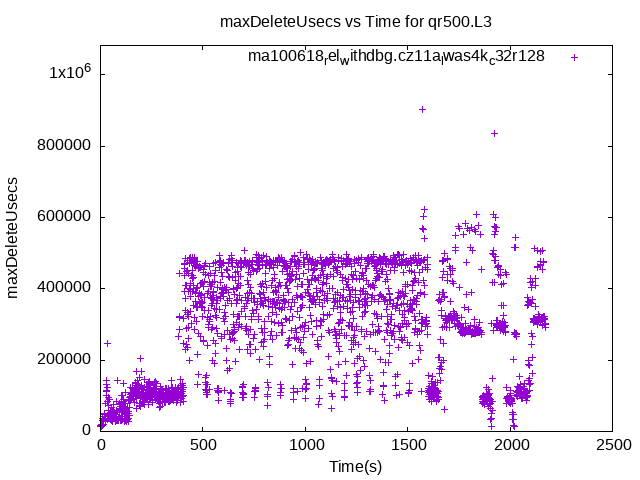 maxDeleteUsecs vs Time for qr500.L3
ma100618relwithdbg.cz11aiwas4kc32r128
1x10^6
800000
600000
400000
200000
0
maxDeleteUsecs
0 500 1000 1500 2000 2500
Time(s)